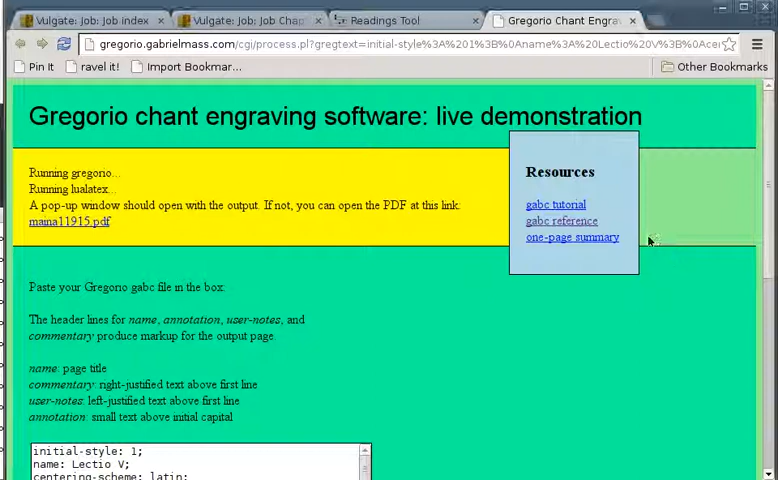 Vulgate: Job: Job index
Vulgate: Job; Job Chap
Readings Tool
Gregorio Chant Engrav
gregorio.gabrielmass.com/cgi/process.pl?gregtext=initial-style%3A%201%3B%0Aname%3A%20Lectio%20V%3B%0Acen
Pin It
ravel it!
Import Bookmar...
Other Bookmarks
Gregorio chant engraving software: live demonstration
Running gregorio...
Running lualatex...
A pop-up window should open with the output. If not, you can open the PDF at this link:
maina11915.pdf
Resources
gabc tutorial
gabc reference
one-page summary
Paste your Gregorio gabc file in the box:
The header lines for name, annotation, user-notes, and
commentary produce markup for the output page.
name: page title
commentary: right-justified text above first line
user-notes: left-justified text above first line
annotation: small text above initial capital
initial-style: 1;
name: Lectio V;
centering-scheme: latin;